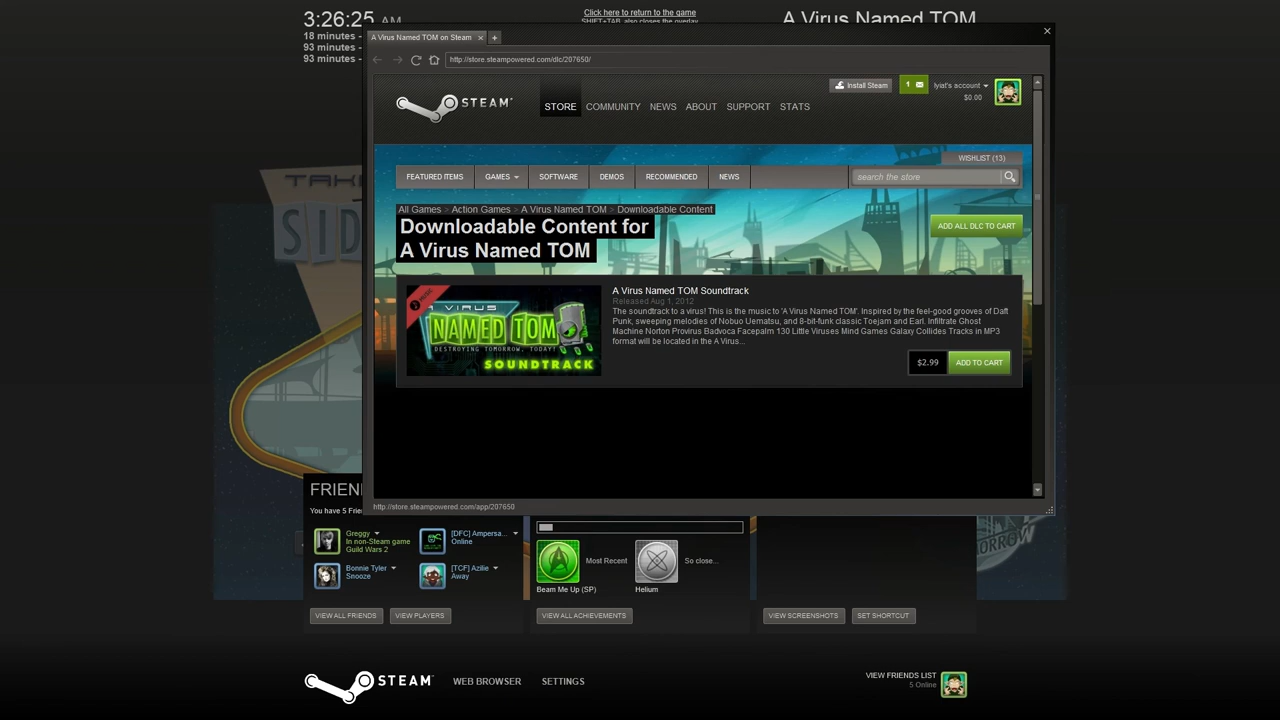 3:26:25 AM
18 minutes -
93 minutes -
93 minutes -
Click here to return to the game
SHIFT+TAB also closes the overlay
A Virus Named TOM
A Virus Named TOM on Steam
http://store.steampowered.com/dlc/207650/
STEAM
STORE
COMMUNITY
NEWS
ABOUT
SUPPORT
STATS
Install Steam
1
lyiat's account
$0.00
WISHLIST (13)
FEATURED ITEMS
GAMES
SOFTWARE
DEMOS
RECOMMENDED
NEWS
search the store
All Games > Action Games > A Virus Named TOM > Downloadable Content
Downloadable Content for
A Virus Named TOM
ADD ALL DLC TO CART
MUSIC
A VIRUS
NAMED TOM
DESTROYING TOMORROW, TODAY!
SOUNDTRACK
A Virus Named TOM Soundtrack
Released Aug 1, 2012
The soundtrack to a virus! This is the music to 'A Virus Named TOM'. Inspired by the feel-good grooves of Daft
Punk, sweeping melodies of Nobuo Uematsu, and 8-bit-funk classic Toejam and Earl. Infiltrate Ghost
Machine Norton Provirus Badvoca Facepalm 130 Little Viruses Mind Games Galaxy Collides Tracks in MP3
format will be located in the A Virus...
$2.99
ADD TO CART
http://store.steampowered.com/app/207650
FRIEN
You have 5 Frie
Greggy
In non-Steam game
Guild Wars 2
[DFC] Ampersa...
Online
Bonnie Tyler
Snooze
[TCF] Azilie
Away
VIEW ALL FRIENDS
VIEW PLAYERS
Most Recent
So close...
Beam Me Up (SP)
Helium
VIEW ALL ACHIEVEMENTS
VIEW SCREENSHOTS
SET SHORTCUT
STEAM
WEB BROWSER
SETTINGS
VIEW FRIENDS LIST
5 Online